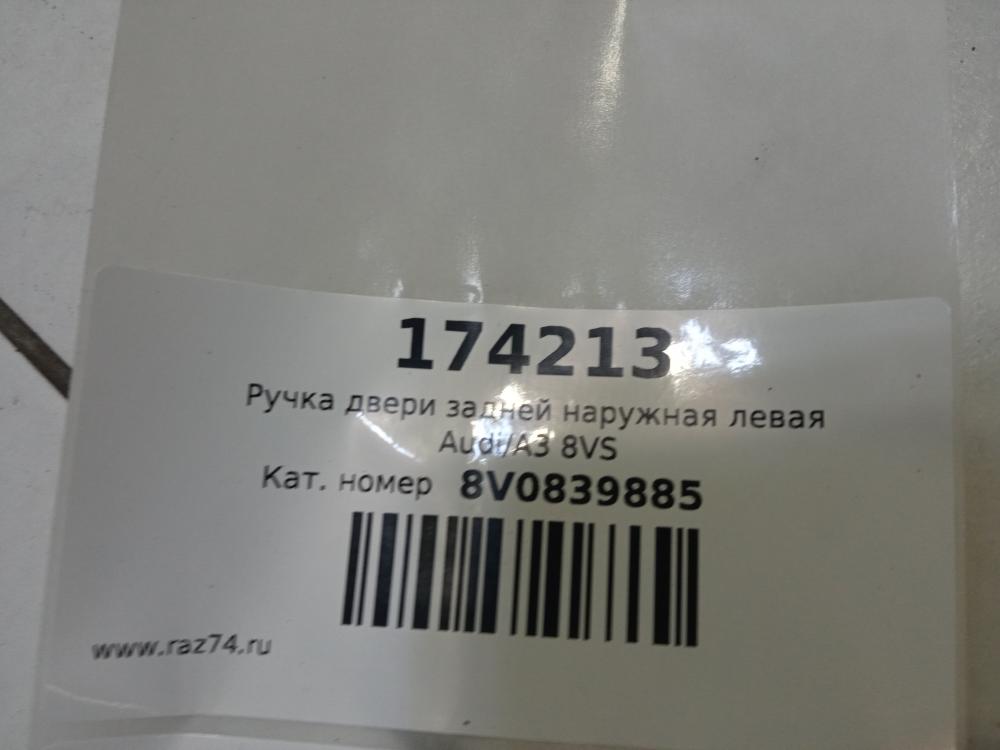 174213
Ручка двери задней наружная левая
Audi/A3 8VS
Кат. номер 8V0839885
www.raz74.ru